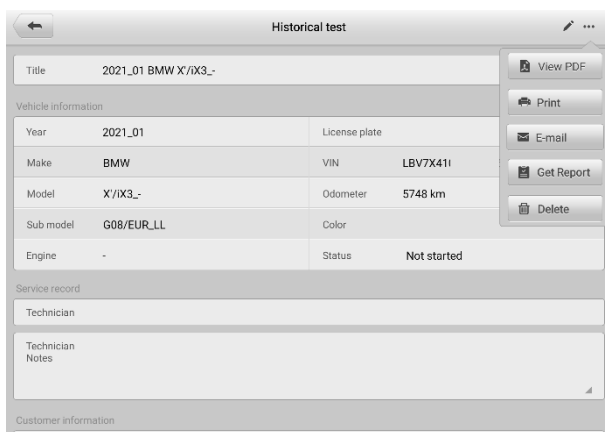 Historical test
Title 2021_01 BMW X'/iX3_-
View PDF
Print
E-mail
Get Report
Delete
Vehicle information
Year 2021_01 License plate
Make BMW VIN LBV7X41(
Model X'/iX3_- Odometer 5748 km
Sub model G08/EUR_LL Color
Engine - Status Not started
Service record
Technician
Technician
Notes
Customer information